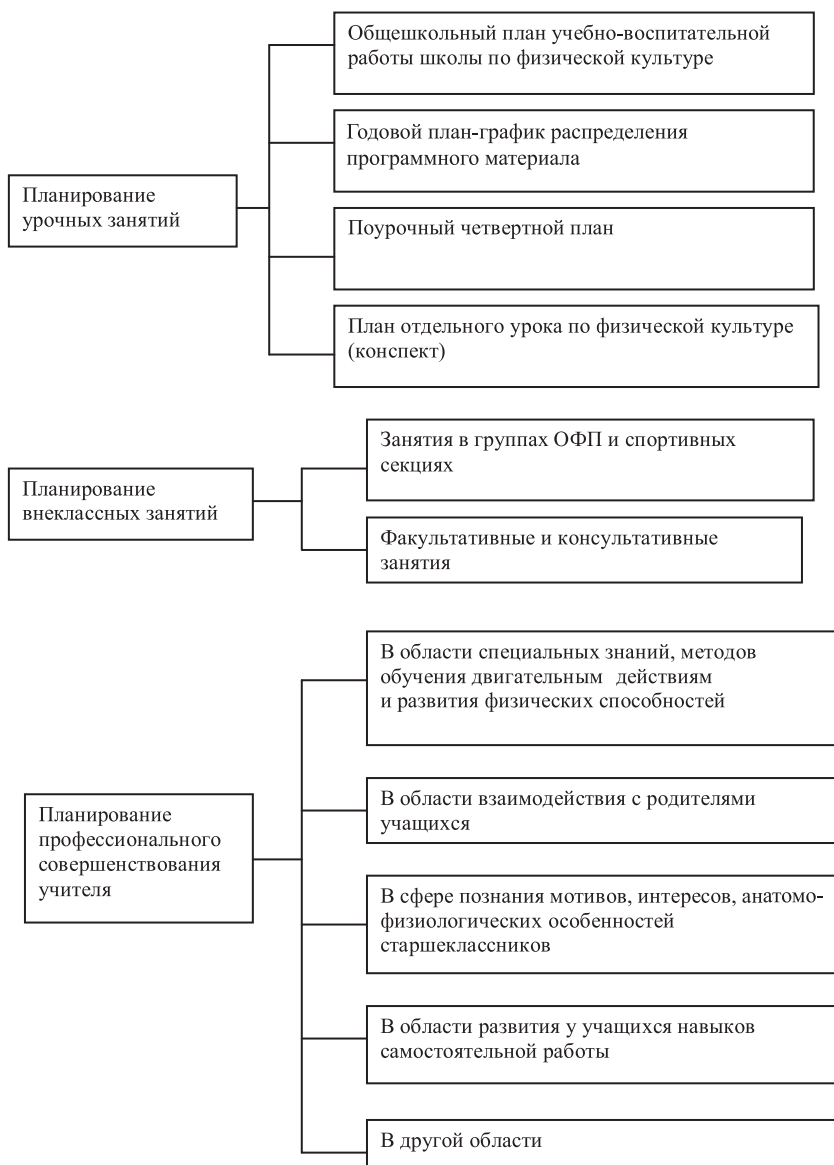 Общешкольный план учебно-воспитательной
работы школы по физической культуре
Годовой план-график распределения
программного материала
Планирование
урочных занятий
Поурочный четвертной план
План отдельного урока по физической культуре
(конспект)
Занятия в группах ОФП и спортивных
секциях
Планирование
внеклассных занятий
Факультативные и консультативные
занятия
В области специальных знаний, методов
обучения двигательным действиям
и развития физических способностей
Планирование
профессионального
совершенствования
учителя
В области взаимодействия с родителями
учащихся
В сфере познания мотивов, интересов, анатомо-
физиологических особенностей
старшеклассников
В области развития у учащихся навыков
самостоятельной работы
В другой области